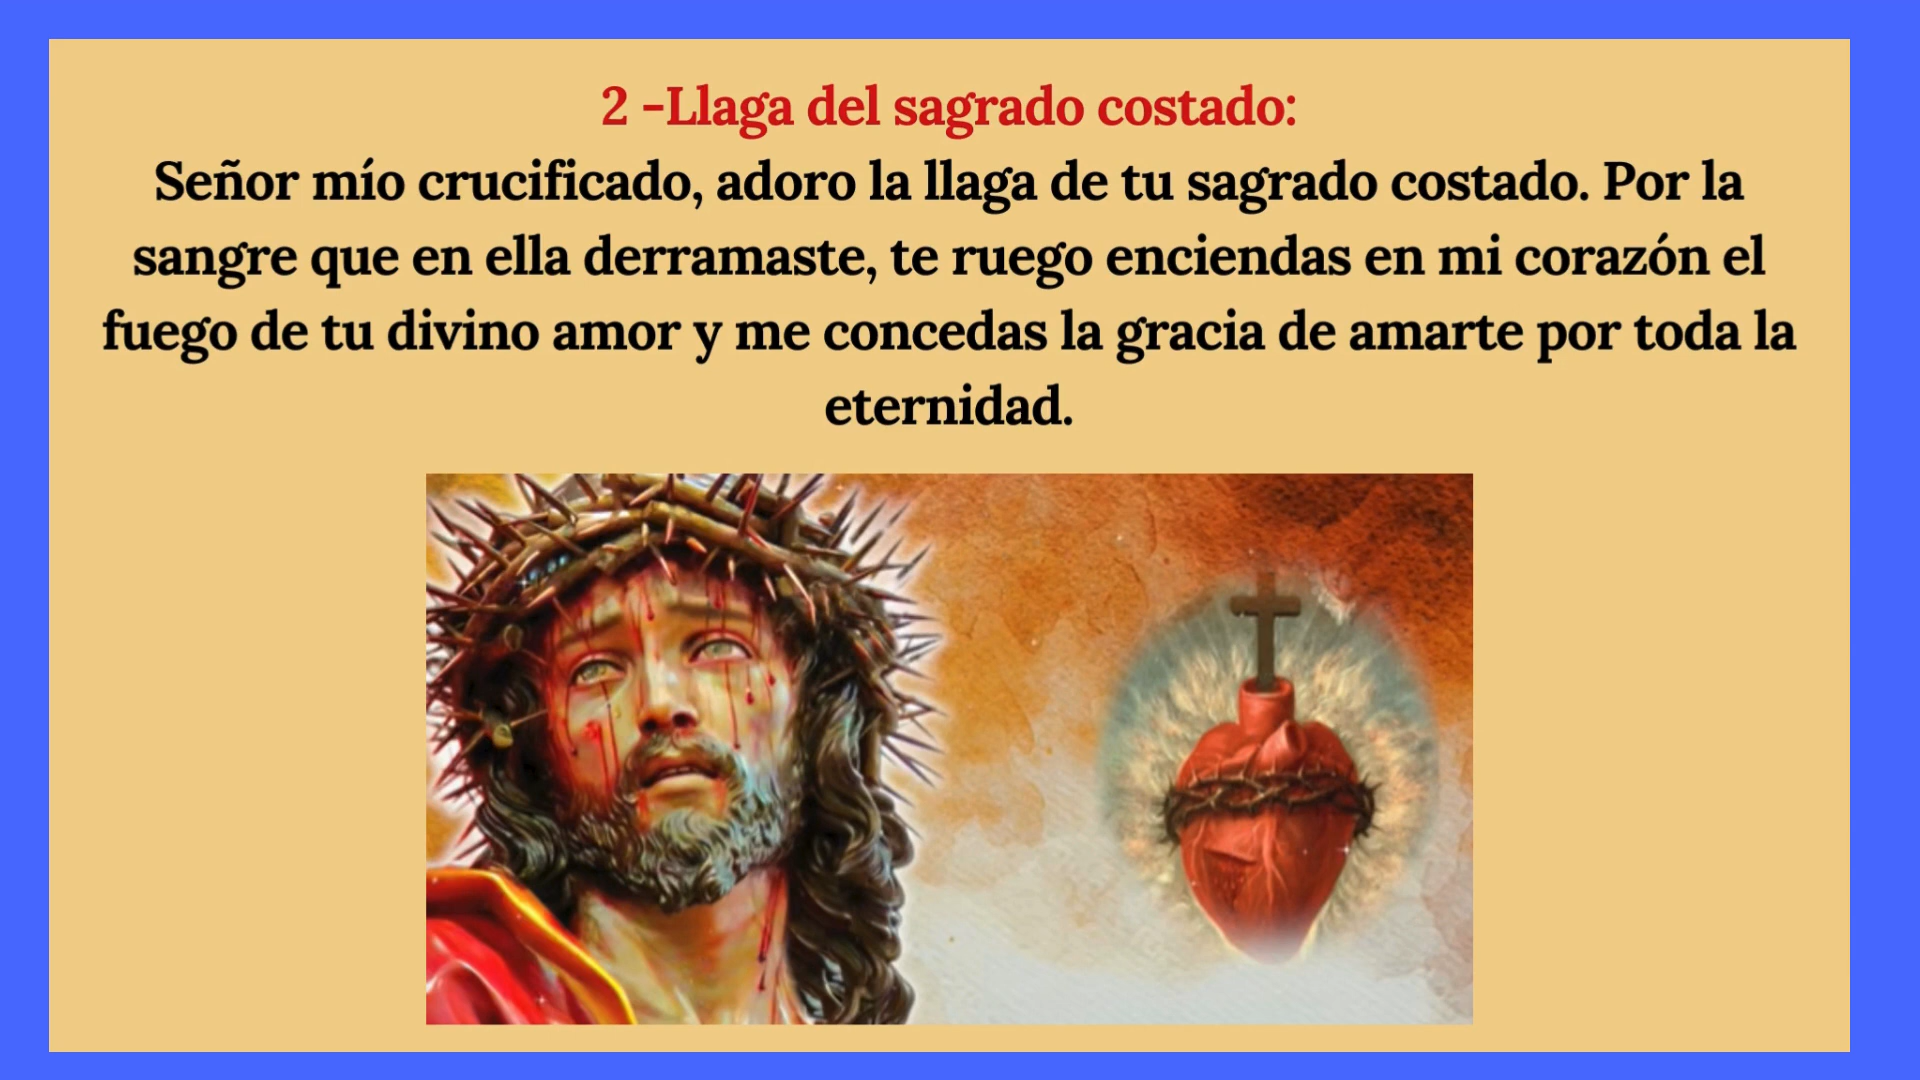 2 -Llaga del sagrado costado:
Señor mío crucificado, adoro la llaga de tu sagrado costado. Por la
sangre que en ella derramaste, te ruego enciendas en mi corazón el
fuego de tu divino amor y me concedas la gracia de amarte por toda la
eternidad.